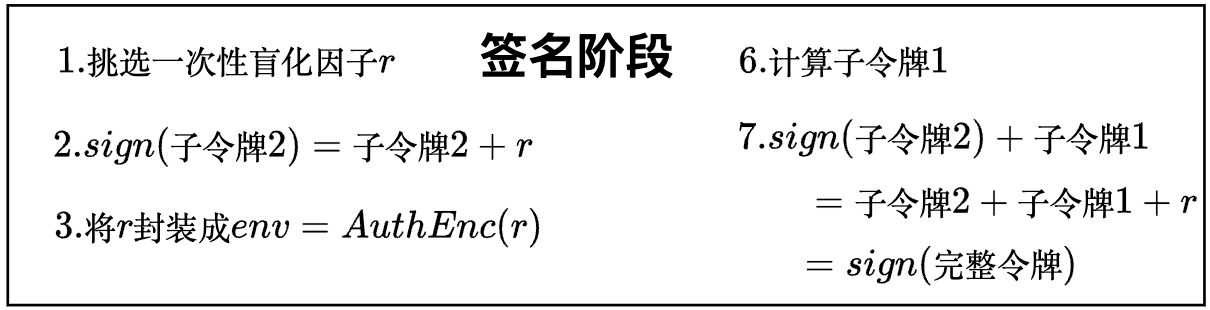 签名阶段
1.挑选一次性盲化因子r
2.sign(子令牌2) = 子令牌2 + r
3.将r封装成env = AuthEnc(r)
6.计算子令牌1
7.sign(子令牌2) + 子令牌1
= 子令牌2 + 子令牌1 + r
= sign(完整令牌)